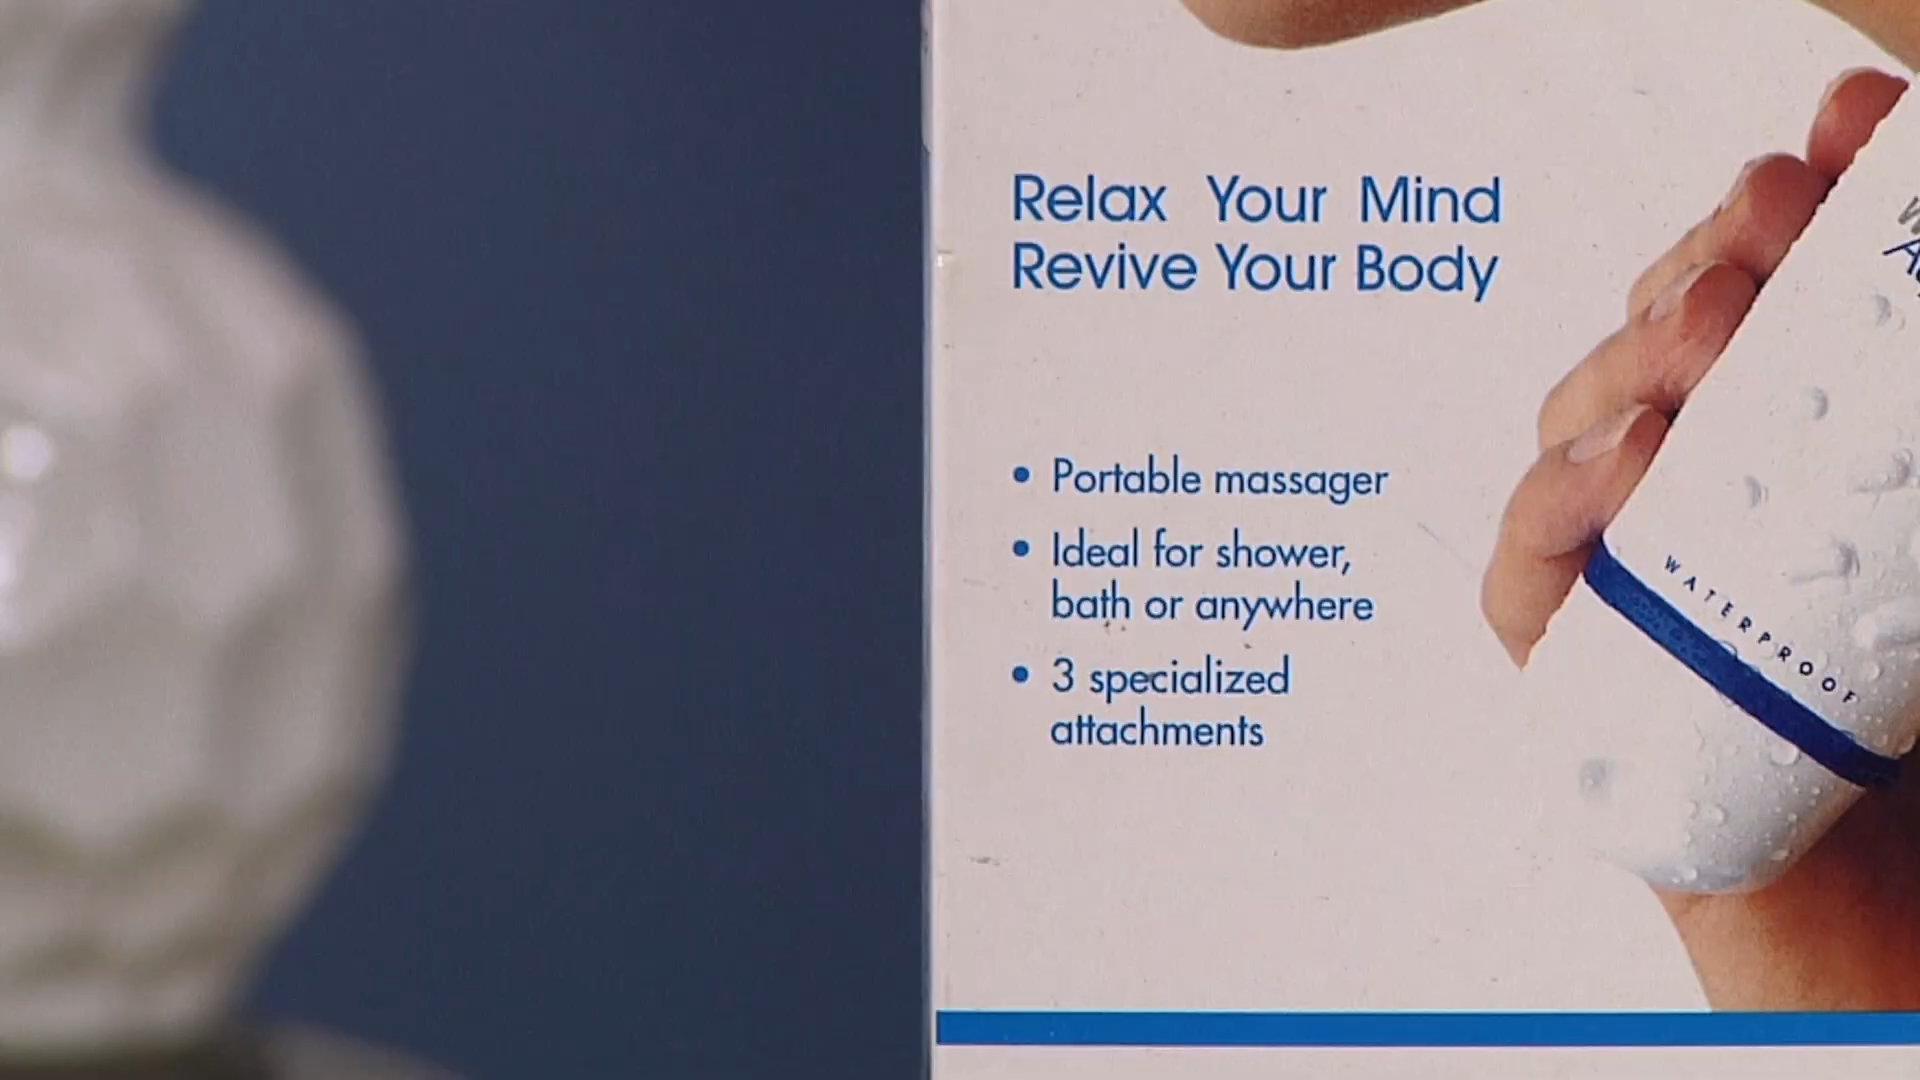 Relax Your Mind
Revive Your Body
• Portable massager
• Ideal for shower,
bath or anywhere
• 3 specialized
attachments
WATERPROOF